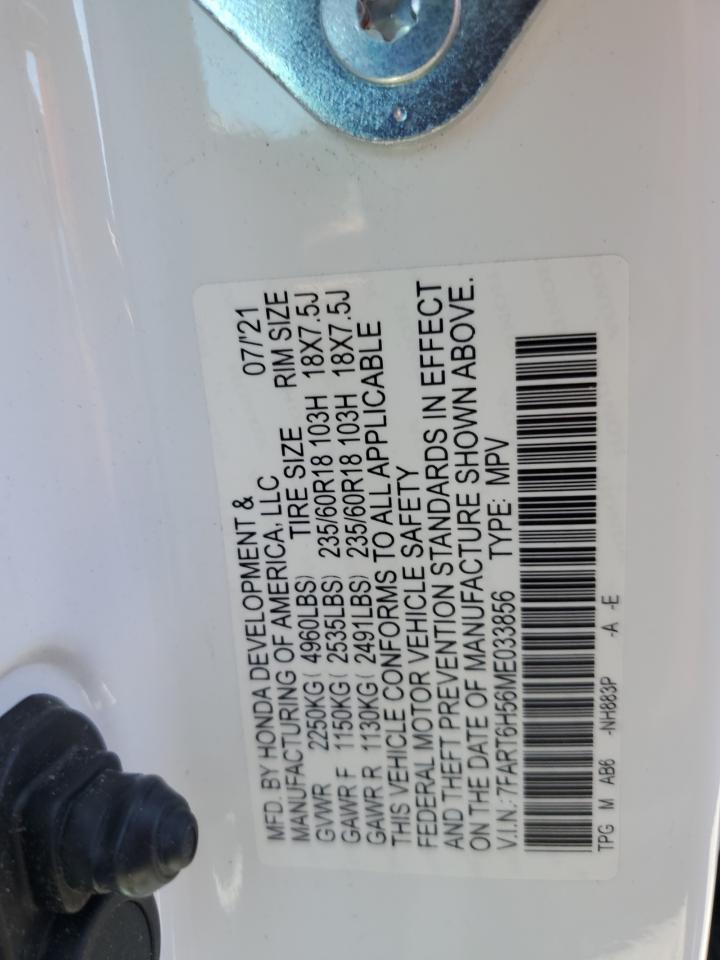 MFD. BY HONDA DEVELOPMENT &
MANUFACTURING OF AMERICA, LLC 07/'21
TIRE SIZE RIM SIZE
GVWR 2250KG( 4960LBS)
GAWR F 1150KG( 2535LBS) 235/60R18 103H 18X7.5J
GAWR R 1130KG( 2491LBS) 235/60R18 103H 18X7.5J
THIS VEHICLE CONFORMS TO ALL APPLICABLE
FEDERAL MOTOR VEHICLE SAFETY
AND THEFT PREVENTION STANDARDS IN EFFECT
ON THE DATE OF MANUFACTURE SHOWN ABOVE.
V.I.N.:7FART6H56ME033856 TYPE: MPV
TPG M AB6 -NH883P -A -E